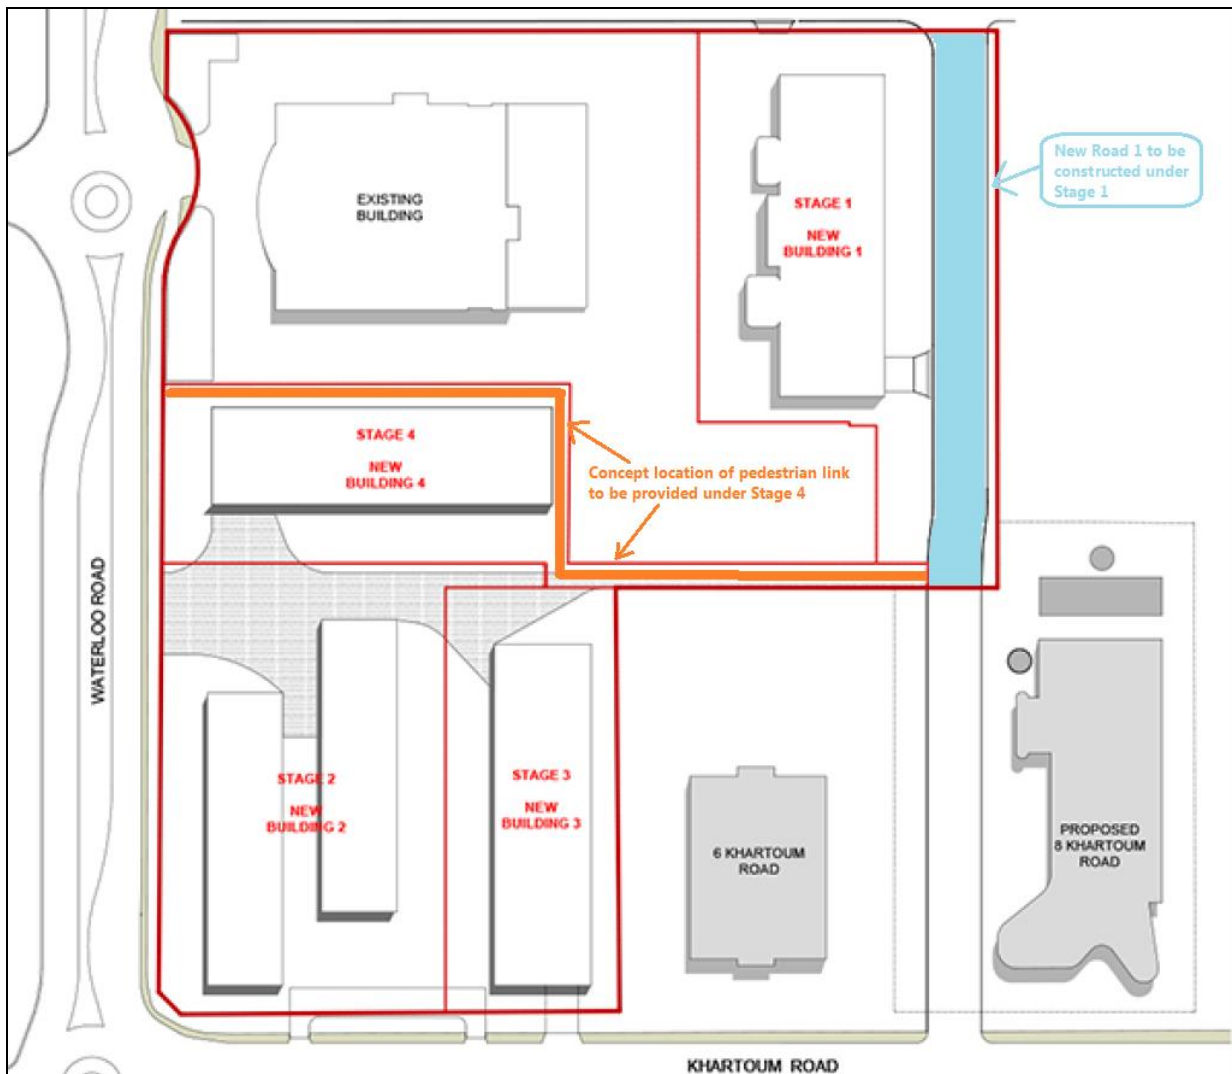 New Road 1 to be
constructed under
Stage 1
EXISTING
BUILDING
STAGE 1
NEW
BUILDING 1
STAGE 4
NEW
BUILDING 4
Concept location of pedestrian link
to be provided under Stage 4
WATERLOO ROAD
STAGE 2
NEW
BUILDING 2
STAGE 3
NEW
BUILDING 3
6 KHARTOUM
ROAD
PROPOSED
8 KHARTOUM
ROAD
KHARTOUM ROAD